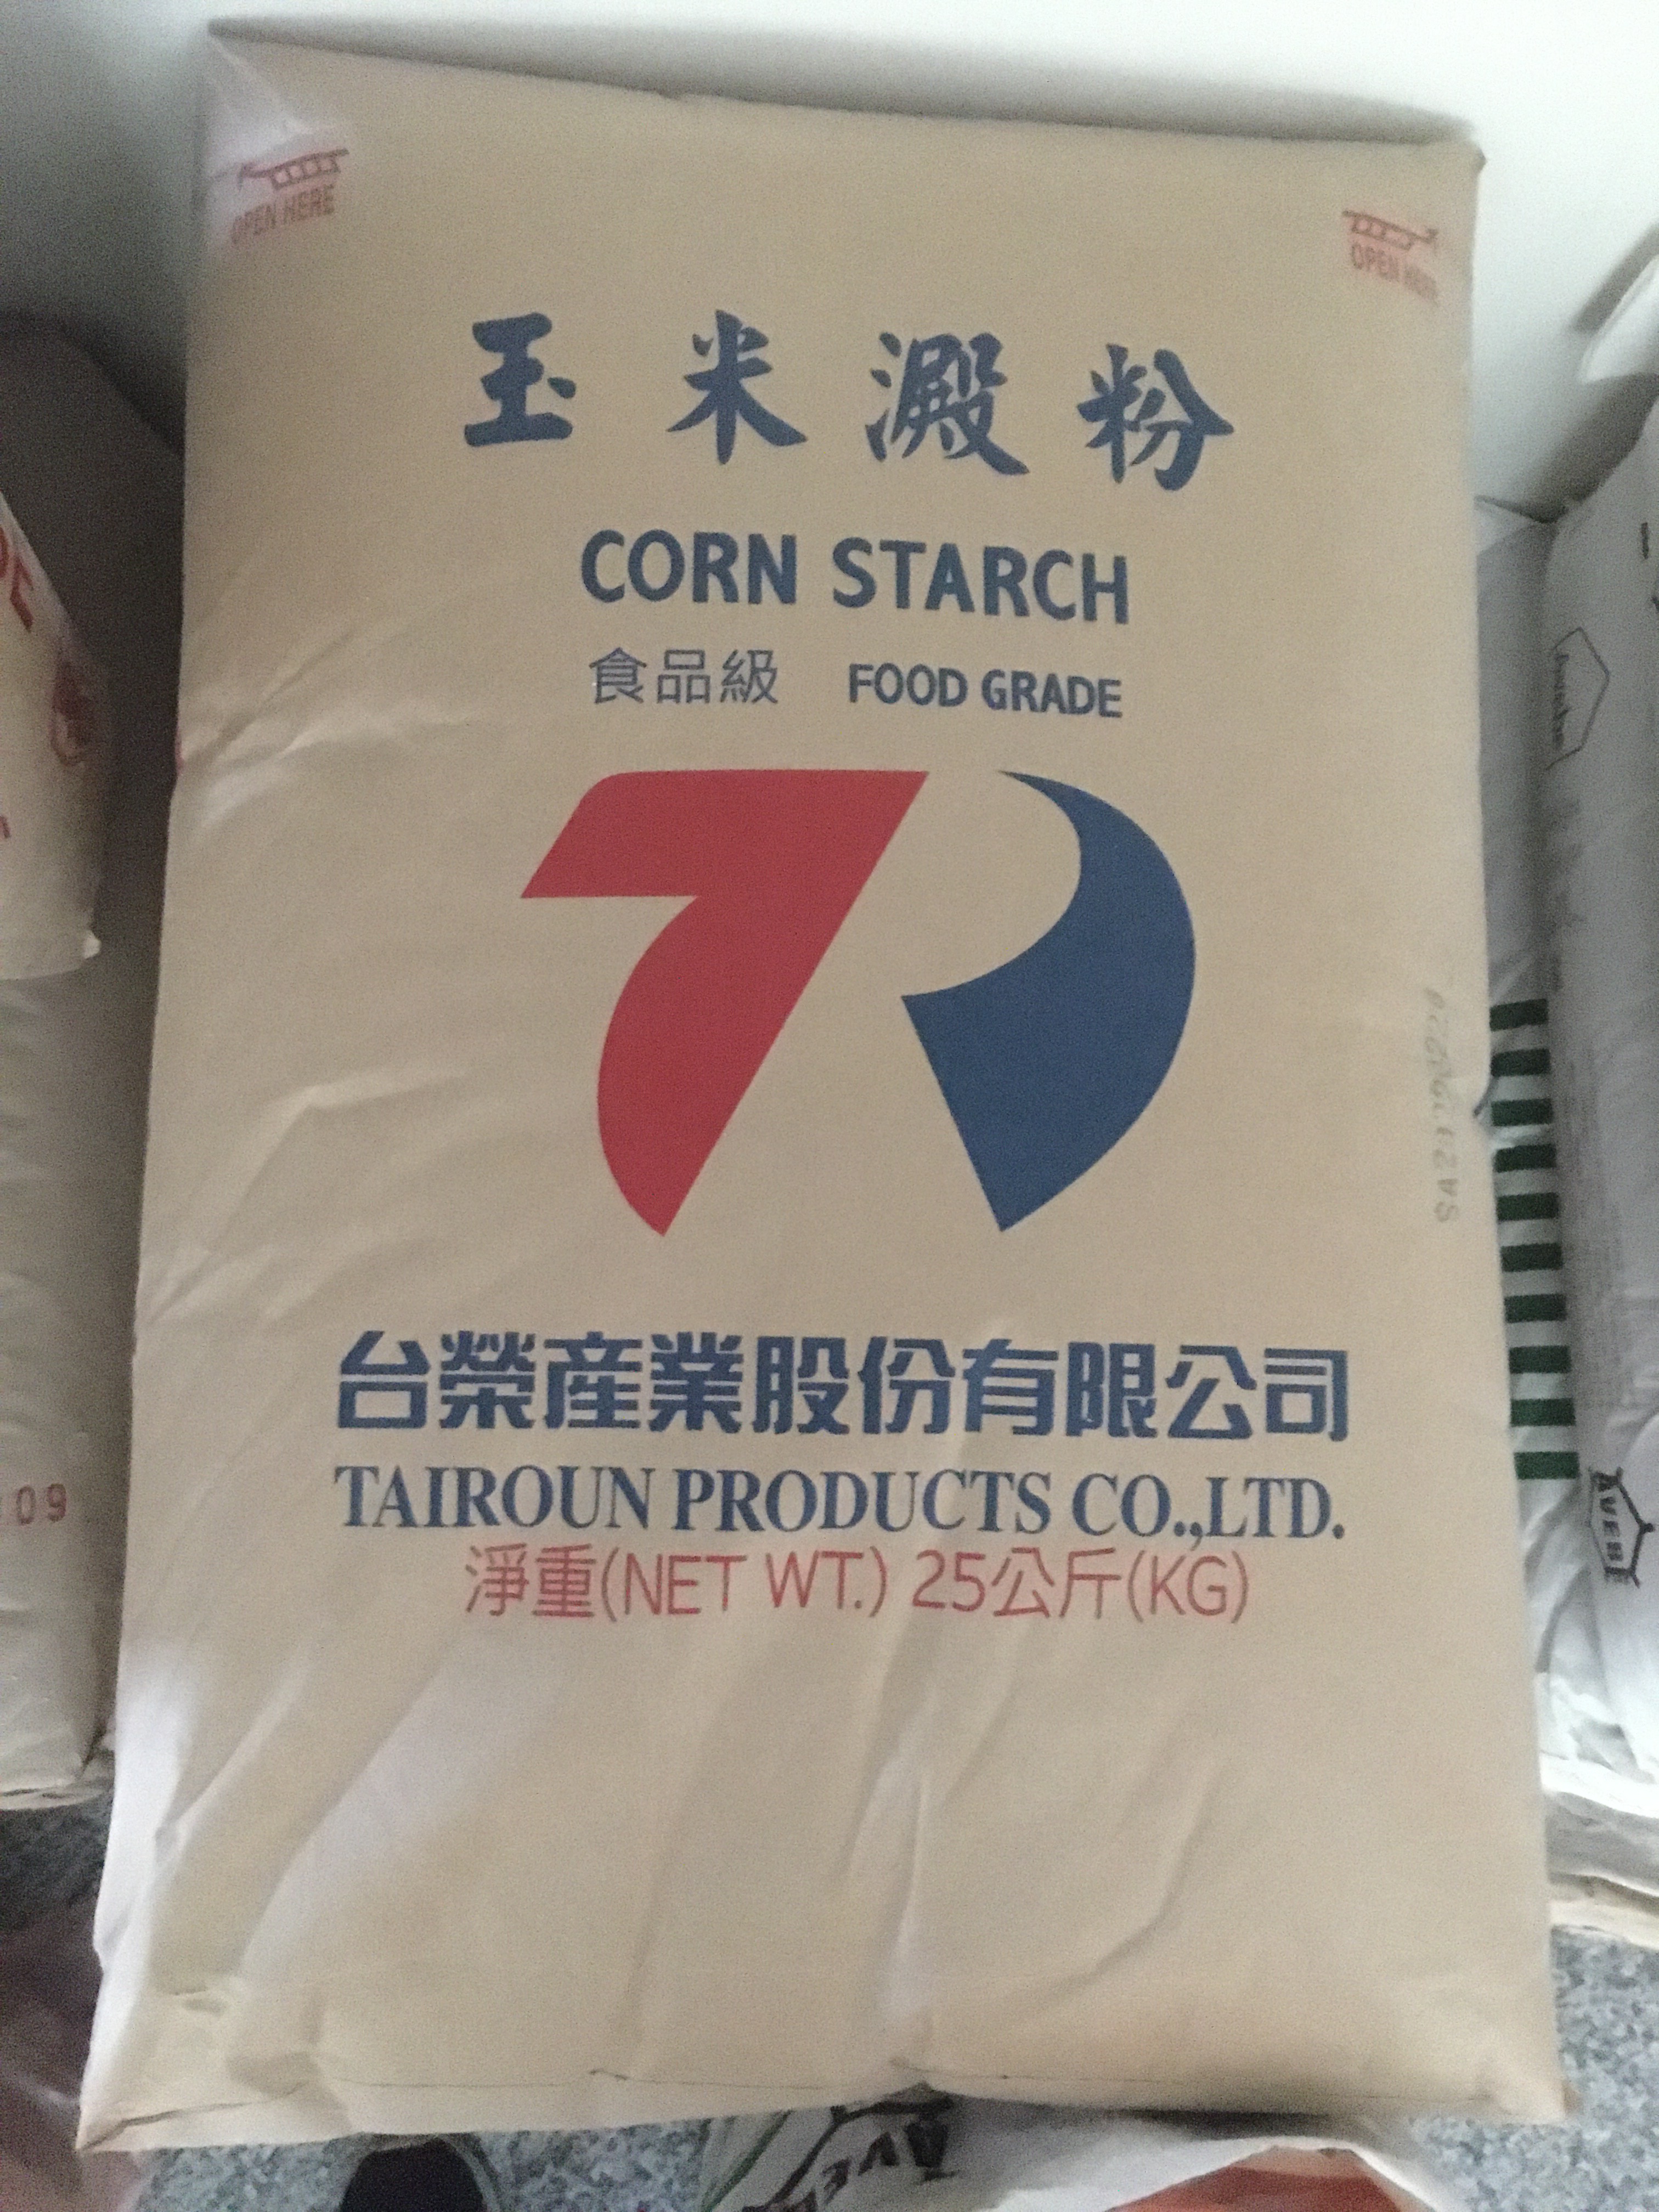 OPEN HERE
OPEN HERE
玉米澱粉
CORN STARCH
食品級 FOOD GRADE
台榮產業股份有限公司
TAIROUN PRODUCTS CO.,LTD.
淨重(NET WT.) 25公斤(KG)
09